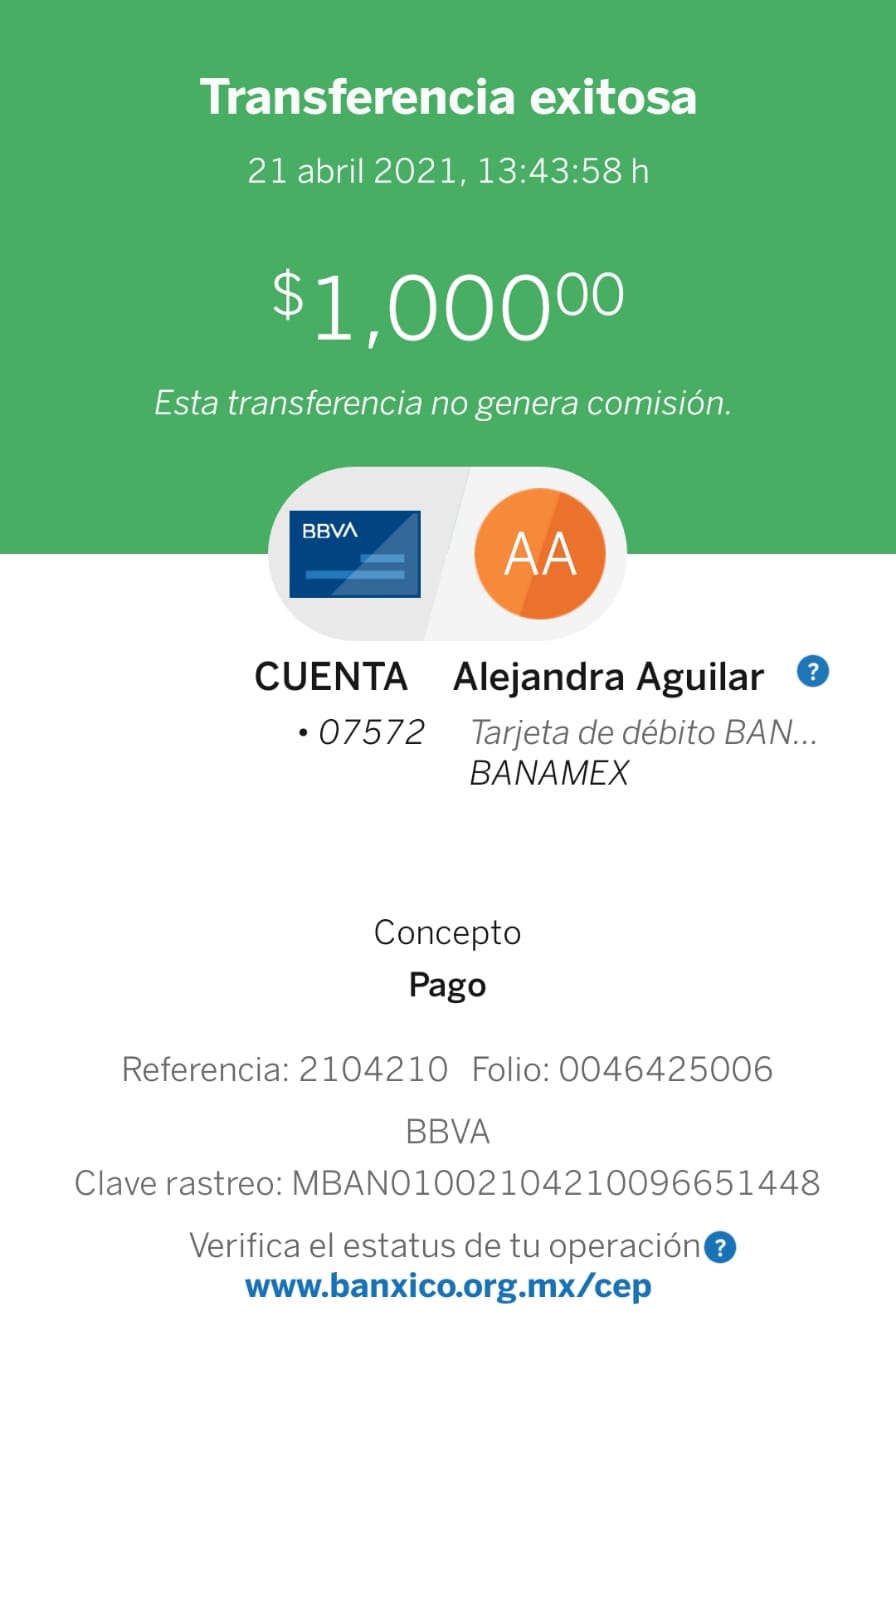 Transferencia exitosa
21 abril 2021, 13:43:58 h
$1,00000
Esta transferencia no genera comisión.
BBVA
AA
CUENTA
• 07572
Alejandra Aguilar ?
Tarjeta de débito BAN...
BANAMEX
Concepto
Pago
Referencia: 2104210 Folio: 0046425006
BBVA
Clave rastreo: MBAN01002104210096651448
Verifica el estatus de tu operación ?
www.banxico.org.mx/cep